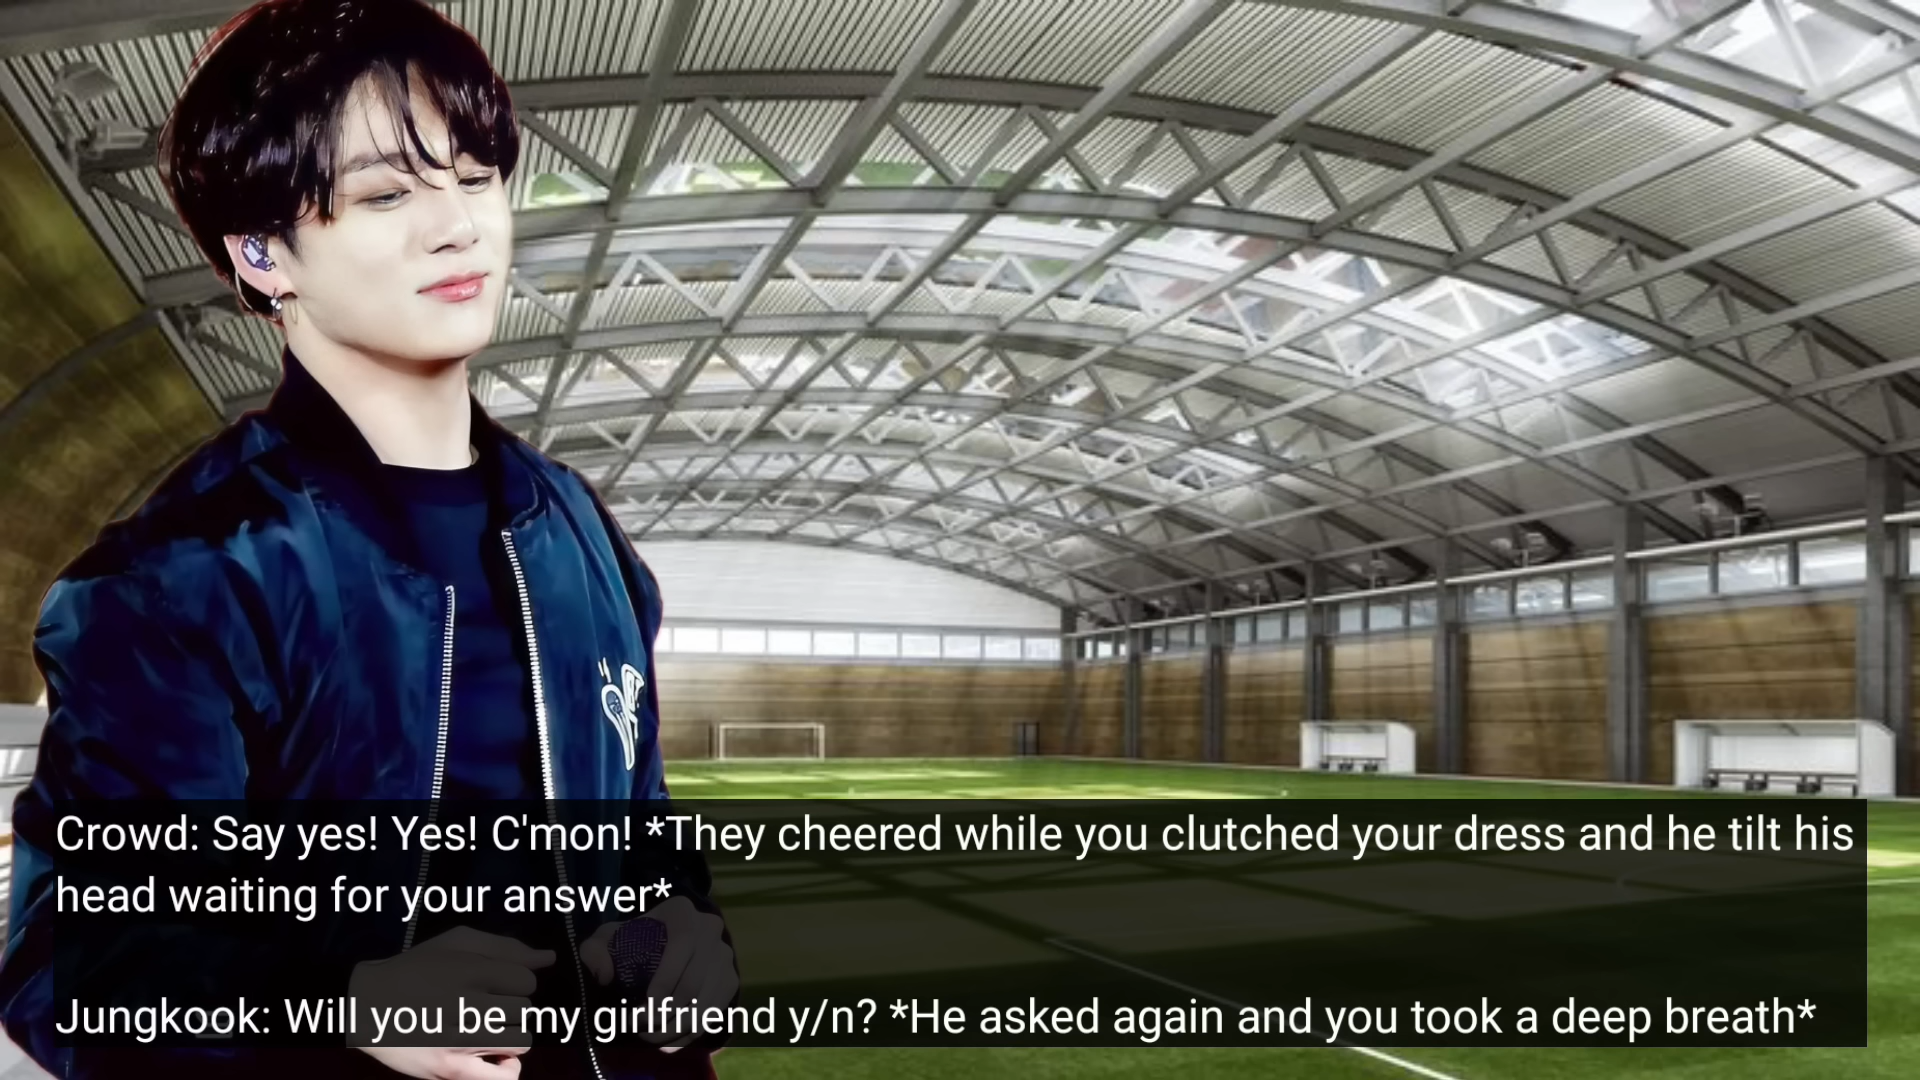 Crowd: Say yes! Yes! C'mon! *They cheered while you clutched your dress and he tilt his
head waiting for your answer*
Jungkook: Will you be my girlfriend y/n? *He asked again and you took a deep breath*